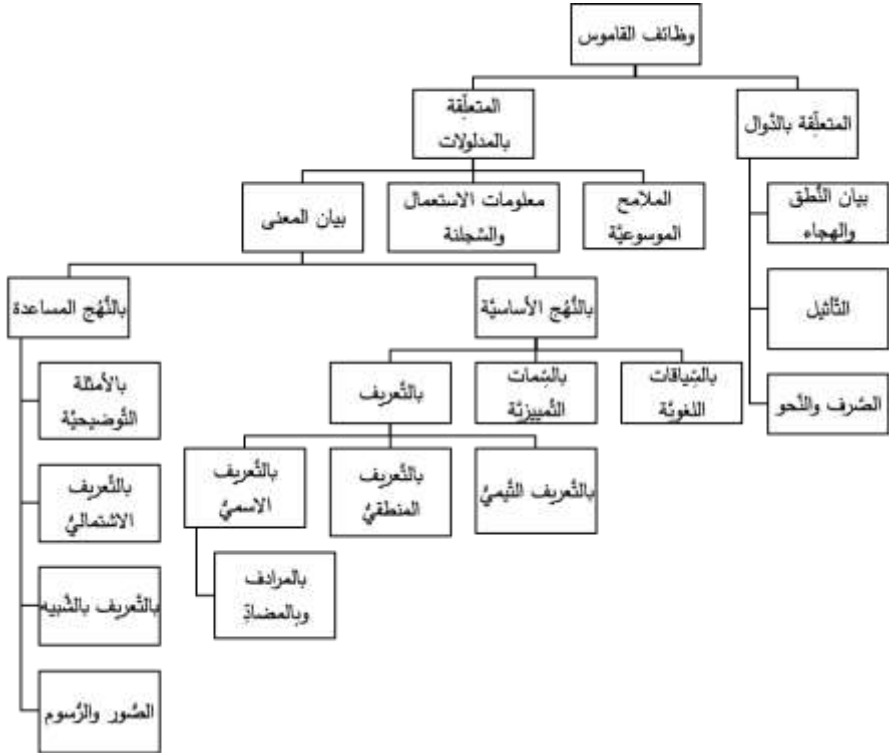 وظائف القاموس
المتعلِّقة بالدَّوال
المتعلِّقة
بالمدلولات
بيان النُّطق
والهجاء
التَّأثيل
الصَّرف والنَّحو
الملامح
الموسوعيَّة
معلومات الاستعمال
والسَّجلنة
بيان المعنى
بالنُّهُج الأساسيَّة
بالنُّهُج المساعدة
بالسِّياقات
اللغويَّة
بالسِّمات
التَّمييزيَّة
بالتَّعريف
بالتَّعريف التَّيميُّ
بالتَّعريف
المنطقيُّ
بالتَّعريف
الاسميُّ
بالمرادف
وبالمضادِّ
بالأمثلة
التَّوضيحيَّة
بالتَّعريف
الاشتماليُّ
بالتَّعريف بالشَّبيه
الصُّور والرُّسوم